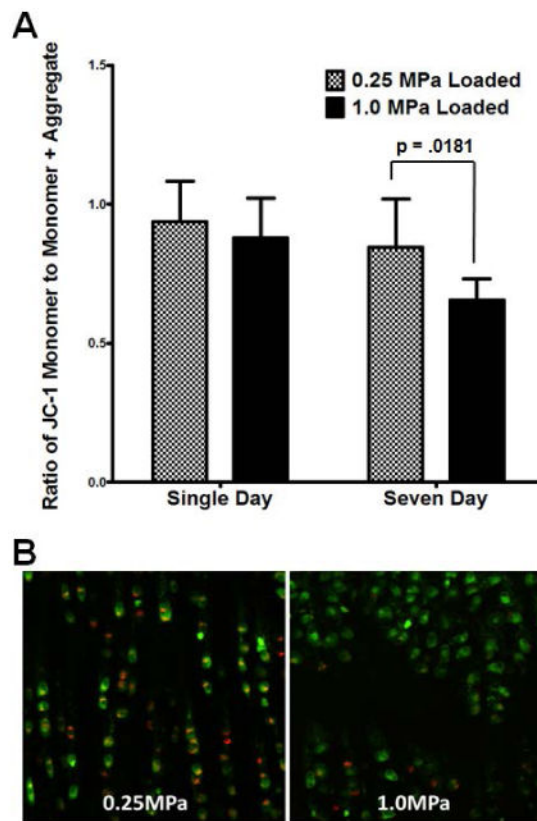 A
Ratio of JC-1 Monomer to Monomer + Aggregate
1.5
1.0
0.5
0.0
0.25 MPa Loaded
1.0 MPa Loaded
p = .0181
Single Day
Seven Day
B
0.25MPa
1.0MPa